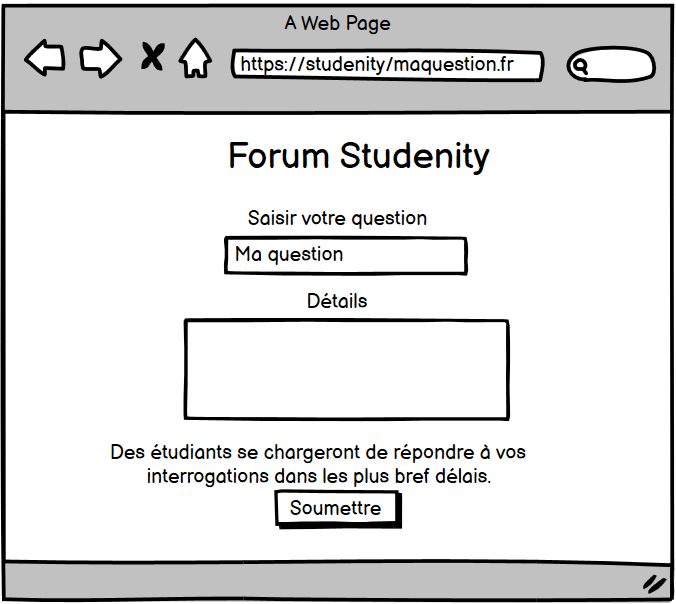 A Web Page
https://studenity/maquestion.fr
Forum Studenity
Saisir votre question
Ma question
Détails
Des étudiants se chargeront de répondre à vos
interrogations dans les plus bref délais.
Soumettre